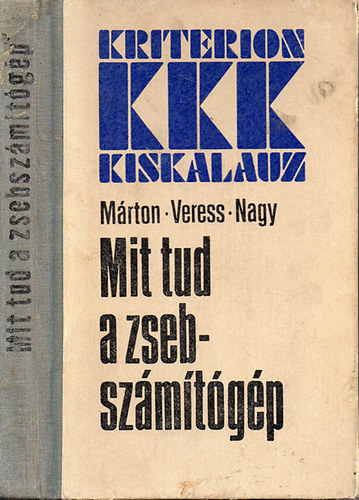 Mit tud a zsebszámítógép
KRITERION
KKK
KISKALAUZ
Márton · Veress · Nagy
Mit tud
a zseb-
számítógép